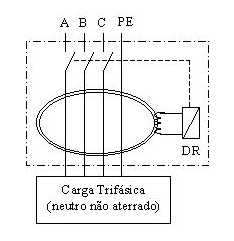 A B C PE
DR
Carga Trifásica
(neutro não aterrado)